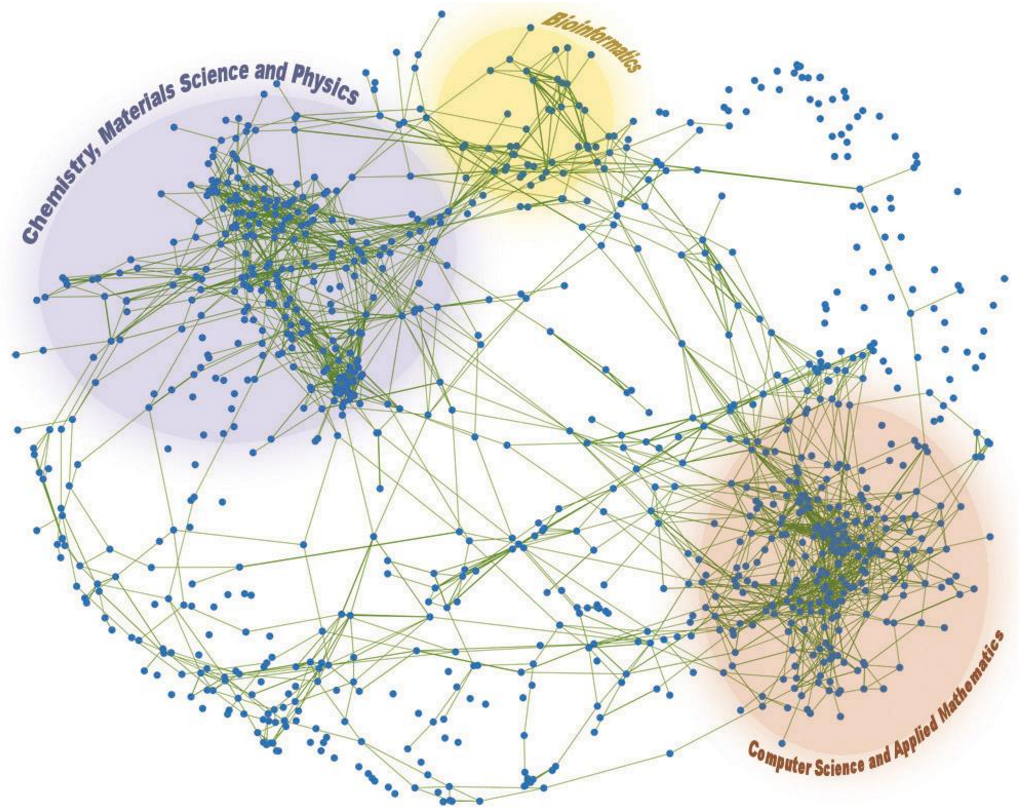 Bioinformatics
Chemistry, Materials Science and Physics
Computer Science and Applied Mathematics